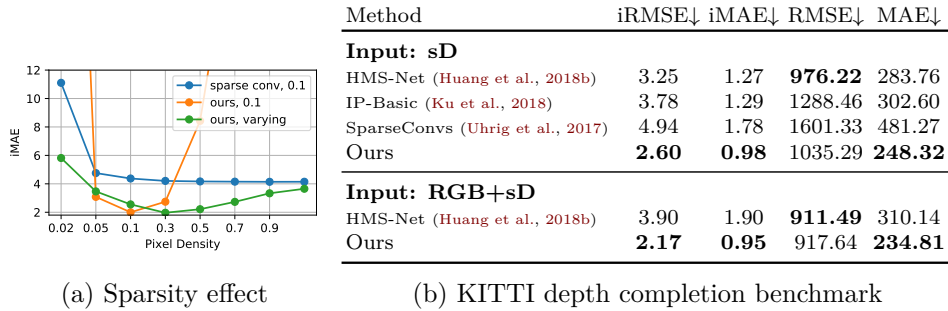 12
10
8
6
4
2
iMAE
sparse conv, 0.1
ours, 0.1
ours, varying
0.02 0.05 0.1 0.3 0.5 0.7 0.9
Pixel Density
(a) Sparsity effect
Method iRMSE↓ iMAE↓ RMSE↓ MAE↓
Input: sD
HMS-Net (Huang et al., 2018b) 3.25 1.27 976.22 283.76
IP-Basic (Ku et al., 2018) 3.78 1.29 1288.46 302.60
SparseConvs (Uhrig et al., 2017) 4.94 1.78 1601.33 481.27
Ours 2.60 0.98 1035.29 248.32
Input: RGB+sD
HMS-Net (Huang et al., 2018b) 3.90 1.90 911.49 310.14
Ours 2.17 0.95 917.64 234.81
(b) KITTI depth completion benchmark